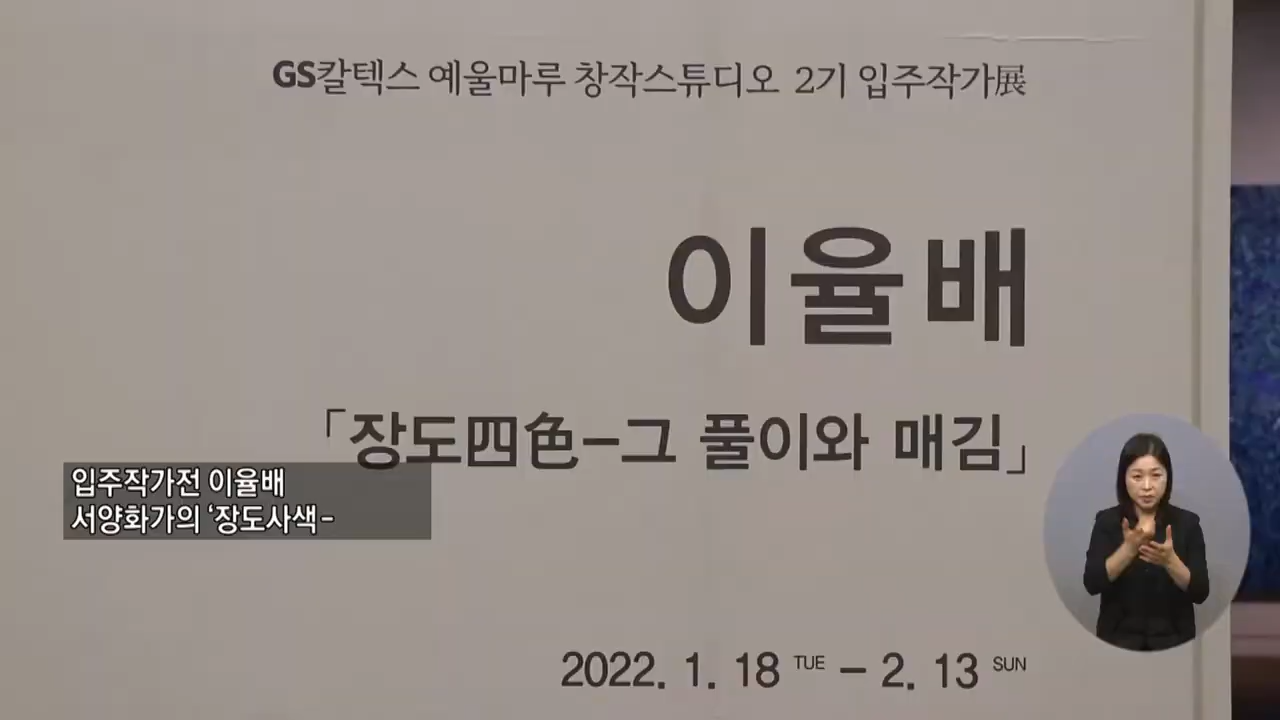 GS칼텍스 예울마루 창작스튜디오 2기 입주작가展
이율배
「장도四色-그 풀이와 매김」
입주작가전 이율배
서양화가의 ‘장도사색-
2022. 1. 18 TUE – 2. 13 SUN